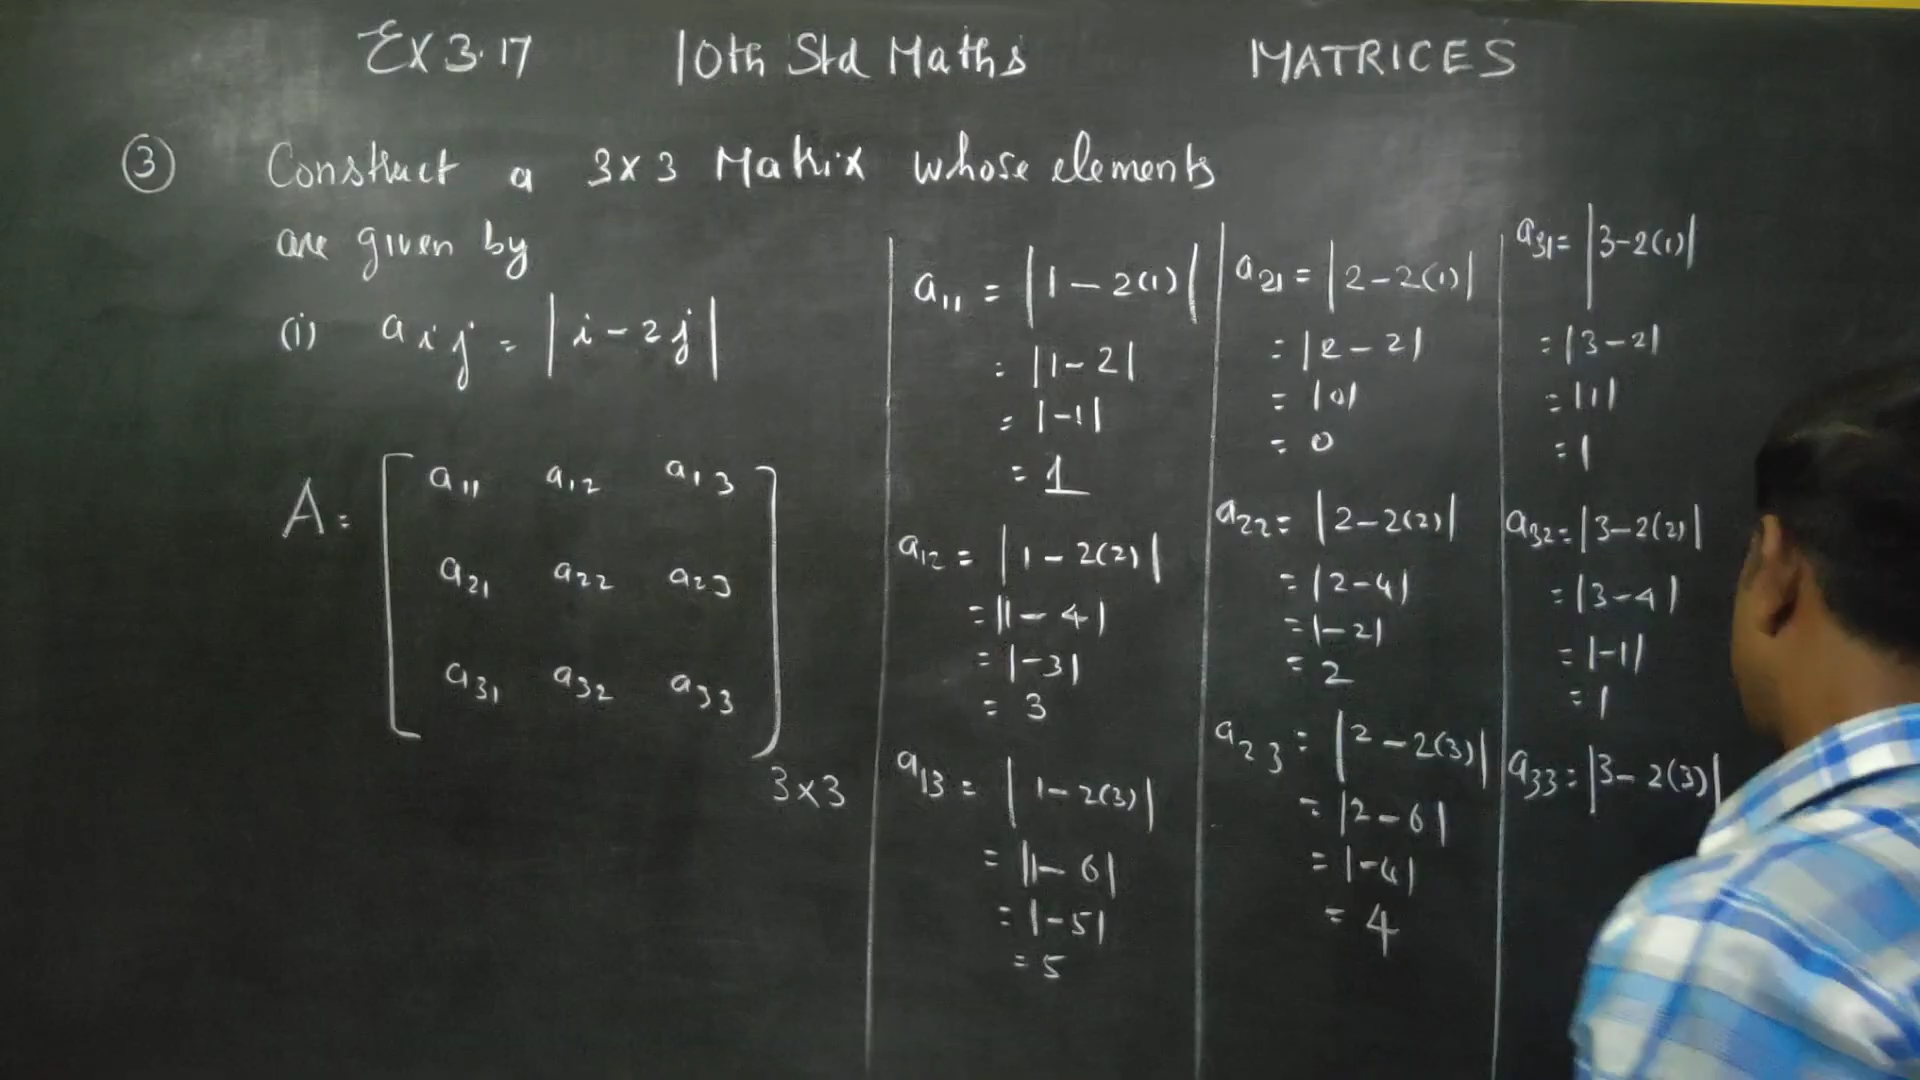 Ex 3.17 10th Std Maths MATRICES
③ Construct a 3x3 Matrix whose elements
are given by
(i) aij = |i-2j|
A = [ a11 a12 a13
a21 a22 a23
a31 a32 a33 ] 3x3
a11 = |1-2(1)|
= |1-2|
= |-1|
= 1
a12 = |1-2(2)|
= |1-4|
= |-3|
= 3
a13 = |1-2(3)|
= |1-6|
= |-5|
= 5
a21 = |2-2(1)|
= |2-2|
= |0|
= 0
a22 = |2-2(2)|
= |2-4|
= |-2|
= 2
a23 = |2-2(3)|
= |2-6|
= |-4|
= 4
a31 = |3-2(1)|
= |3-2|
= |1|
= 1
a32 = |3-2(2)|
= |3-4|
= |-1|
= 1
a33 = |3-2(3)|